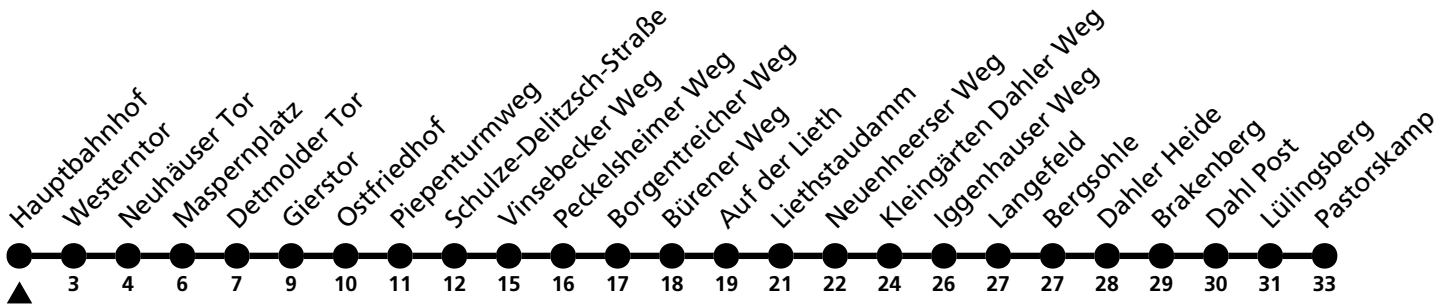 Hauptbahnhof
Westerntor
Neuhäuser Tor
Maspernplatz
Detmolder Tor
Gierstor
Ostfriedhof
Piepenturmweg
Schulze-Delitzsch-Straße
Vinsebecker Weg
Peckelsheimer Weg
Borgentreicher Weg
Bürener Weg
Auf der Lieth
Liethstaudamm
Neuenheerser Weg
Kleingärten Dahler Weg
Iggenhauser Weg
Langefeld
Bergsohle
Dahler Heide
Brakenberg
Dahl Post
Lülingsberg
Pastorskamp
3 4 6 7 9 10 11 12 15 16 17 18 19 21 22 24 26 27 27 28 29 30 31 33